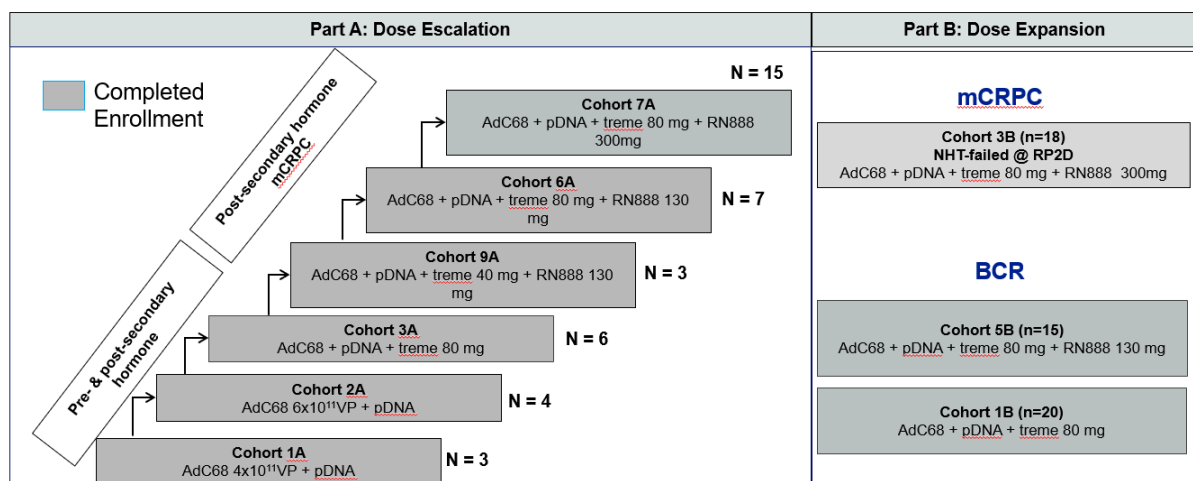 Part A: Dose Escalation
Part B: Dose Expansion
Completed
Enrollment
Post-secondary hormone
mCRPC
Pre- & post-secondary
hormone
N = 15
Cohort 7A
AdC68 + pDNA + treme 80 mg + RN888
300mg
Cohort 6A
AdC68 + pDNA + treme 80 mg + RN888 130
mg
N = 7
Cohort 9A
AdC68 + pDNA + treme 40 mg + RN888 130
mg
N = 3
Cohort 3A
AdC68 + pDNA + treme 80 mg
N = 6
Cohort 2A
AdC68 6x10¹¹VP + pDNA
N = 4
Cohort 1A
AdC68 4x10¹¹VP + pDNA
N = 3
mCRPC
Cohort 3B (n=18)
NHT-failed @ RP2D
AdC68 + pDNA + treme 80 mg + RN888 300mg
BCR
Cohort 5B (n=15)
AdC68 + pDNA + treme 80 mg + RN888 130 mg
Cohort 1B (n=20)
AdC68 + pDNA + treme 80 mg